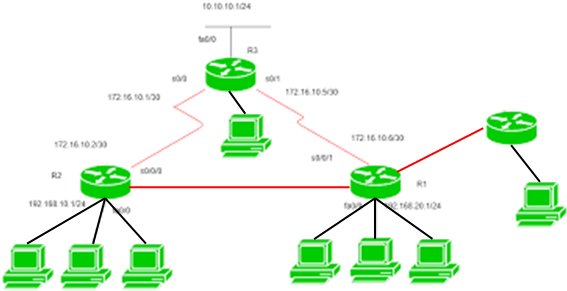 10.10.10.1/24
fa0/0
R3
s0/0
s0/1
172.16.10.1/30
172.16.10.5/30
172.16.10.6/30
172.16.10.2/30
s0/0/1
s0/0/0
R2
R1
192.168.10.1/24
fa0/0
192.168.20.1/24